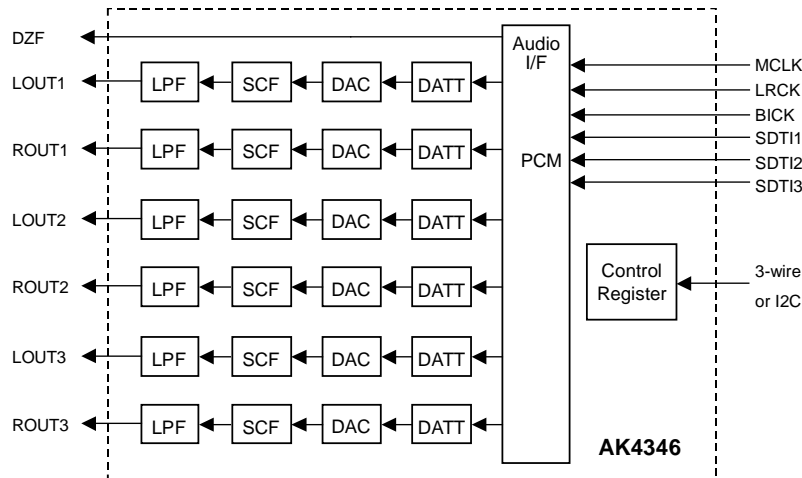 DZF
Audio
I/F
MCLK
LOUT1 LPF SCF DAC DATT
LRCK
BICK
SDTI1
ROUT1 LPF SCF DAC DATT
PCM
SDTI2
SDTI3
LOUT2 LPF SCF DAC DATT
Control
Register
3-wire
or I2C
ROUT2 LPF SCF DAC DATT
LOUT3 LPF SCF DAC DATT
ROUT3 LPF SCF DAC DATT
AK4346